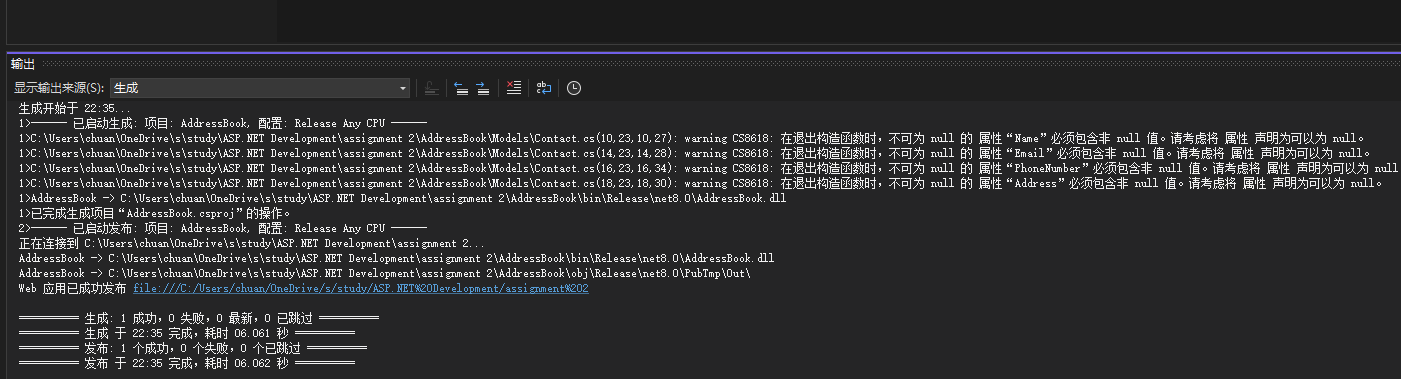 输出
显示输出来源(S): 生成
生成开始于 22:35...
1>------ 已启动生成: 项目: AddressBook, 配置: Release Any CPU ------
1>C:\Users\chuan\OneDrive\s\study\ASP.NET Development\assignment 2\AddressBook\Models\Contact.cs(10,23,10,27): warning CS8618: 在退出构造函数时，不可为 null 的 属性“Name”必须包含非 null 值。请考虑将 属性 声明为可以为 null。
1>C:\Users\chuan\OneDrive\s\study\ASP.NET Development\assignment 2\AddressBook\Models\Contact.cs(14,23,14,28): warning CS8618: 在退出构造函数时，不可为 null 的 属性“Email”必须包含非 null 值。请考虑将 属性 声明为可以为 null。
1>C:\Users\chuan\OneDrive\s\study\ASP.NET Development\assignment 2\AddressBook\Models\Contact.cs(16,23,16,34): warning CS8618: 在退出构造函数时，不可为 null 的 属性“PhoneNumber”必须包含非 null 值。请考虑将 属性 声明为可以为 null
1>C:\Users\chuan\OneDrive\s\study\ASP.NET Development\assignment 2\AddressBook\Models\Contact.cs(18,23,18,30): warning CS8618: 在退出构造函数时，不可为 null 的 属性“Address”必须包含非 null 值。请考虑将 属性 声明为可以为 null。
1>AddressBook -> C:\Users\chuan\OneDrive\s\study\ASP.NET Development\assignment 2\AddressBook\bin\Release\net8.0\AddressBook.dll
1>已完成生成项目“AddressBook.csproj”的操作。
2>------ 已启动发布: 项目: AddressBook, 配置: Release Any CPU ------
正在连接到 C:\Users\chuan\OneDrive\s\study\ASP.NET Development\assignment 2...
AddressBook -> C:\Users\chuan\OneDrive\s\study\ASP.NET Development\assignment 2\AddressBook\bin\Release\net8.0\AddressBook.dll
AddressBook -> C:\Users\chuan\OneDrive\s\study\ASP.NET Development\assignment 2\AddressBook\obj\Release\net8.0\PubTmp\Out\
Web 应用已成功发布 file:///C:/Users/chuan/OneDrive/s/study/ASP.NET%20Development/assignment%202
========== 生成: 1 成功，0 失败，0 最新，0 已跳过 ==========
========== 生成 于 22:35 完成，耗时 06.061 秒 ==========
========== 发布: 1 个成功，0 个失败，0 个已跳过 ==========
========== 发布 于 22:35 完成，耗时 06.062 秒 ==========